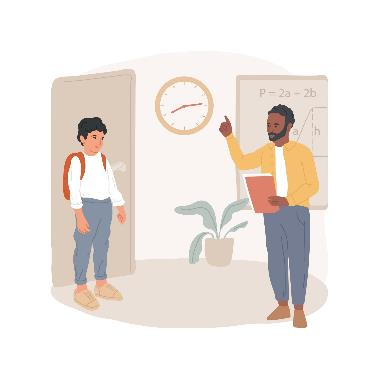 P = 2a + 2b
a
h